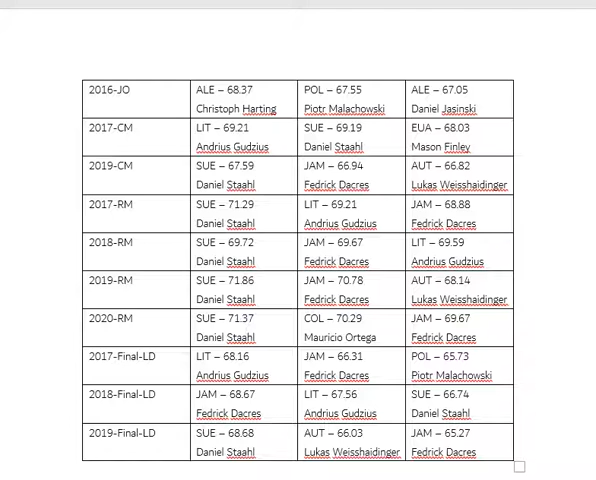 2016-JO
ALE – 68.37
Christoph Harting
POL – 67.55
Piotr Malachowski
ALE – 67.05
Daniel Jasinski
2017-CM
LIT – 69.21
Andrius Gudzius
SUE – 69.19
Daniel Staahl
EUA – 68.03
Mason Finley
2019-CM
SUE – 67.59
Daniel Staahl
JAM – 66.94
Fedrick Dacres
AUT – 66.82
Lukas Weisshaidinger
2017-RM
SUE – 71.29
Daniel Staahl
LIT – 69.21
Andrius Gudzius
JAM – 68.88
Fedrick Dacres
2018-RM
SUE – 69.72
Daniel Staahl
JAM – 69.67
Fedrick Dacres
LIT – 69.59
Andrius Gudzius
2019-RM
SUE – 71.86
Daniel Staahl
JAM – 70.78
Fedrick Dacres
AUT – 68.14
Lukas Weisshaidinger
2020-RM
SUE – 71.37
Daniel Staahl
COL – 70.29
Mauricio Ortega
JAM – 69.67
Fedrick Dacres
2017-Final-LD
LIT – 68.16
Andrius Gudzius
JAM – 66.31
Fedrick Dacres
POL – 65.73
Piotr Malachowski
2018-Final-LD
JAM – 68.67
Fedrick Dacres
LIT – 67.56
Andrius Gudzius
SUE – 66.74
Daniel Staahl
2019-Final-LD
SUE – 68.68
Daniel Staahl
AUT – 66.03
Lukas Weisshaidinger
JAM – 65.27
Fedrick Dacres